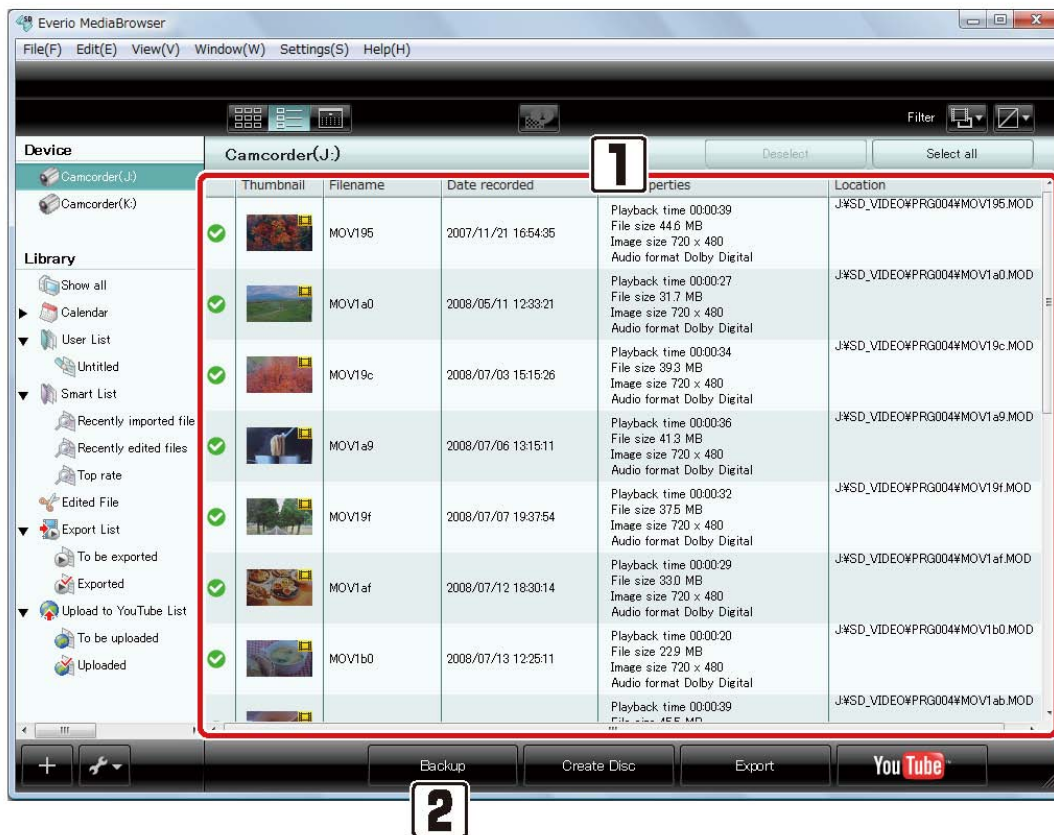 Everio MediaBrowser
File(F) Edit(E) View(V) Window(W) Settings(S) Help(H)
Filter
Device
Camcorder(J:)
Camcorder(K:)
Library
Show all
Calendar
User List
Untitled
Smart List
Recently imported file
Recently edited files
Top rate
Edited File
Export List
To be exported
Exported
Upload to YouTube List
To be uploaded
Uploaded
Camcorder(J:)
1
Deselect
Select all
Thumbnail Filename Date recorded perties Location
MOV195 2007/11/21 16:54:35
Playback time 00:00:39
File size 44.6 MB
Image size 720 x 480
Audio format Dolby Digital
J:¥SD_VIDEO¥PRG004¥MOV195.MOD
MOV1a0 2008/05/11 12:33:21
Playback time 00:00:27
File size 31.7 MB
Image size 720 x 480
Audio format Dolby Digital
J:¥SD_VIDEO¥PRG004¥MOV1a0.MOD
MOV19c 2008/07/03 15:15:26
Playback time 00:00:34
File size 39.3 MB
Image size 720 x 480
Audio format Dolby Digital
J:¥SD_VIDEO¥PRG004¥MOV19c.MOD
MOV1a9 2008/07/06 13:15:11
Playback time 00:00:36
File size 41.3 MB
Image size 720 x 480
Audio format Dolby Digital
J:¥SD_VIDEO¥PRG004¥MOV1a9.MOD
MOV19f 2008/07/07 19:37:54
Playback time 00:00:32
File size 37.5 MB
Image size 720 x 480
Audio format Dolby Digital
J:¥SD_VIDEO¥PRG004¥MOV19f.MOD
MOV1af 2008/07/12 18:30:14
Playback time 00:00:29
File size 33.0 MB
Image size 720 x 480
Audio format Dolby Digital
J:¥SD_VIDEO¥PRG004¥MOV1af.MOD
MOV1b0 2008/07/13 12:25:11
Playback time 00:00:20
File size 22.9 MB
Image size 720 x 480
Audio format Dolby Digital
J:¥SD_VIDEO¥PRG004¥MOV1b0.MOD
Playback time 00:00:39
File size 45.5 MB
J:¥SD_VIDEO¥PRG004¥MOV1ab.MOD
Backup Create Disc Export YouTube
2